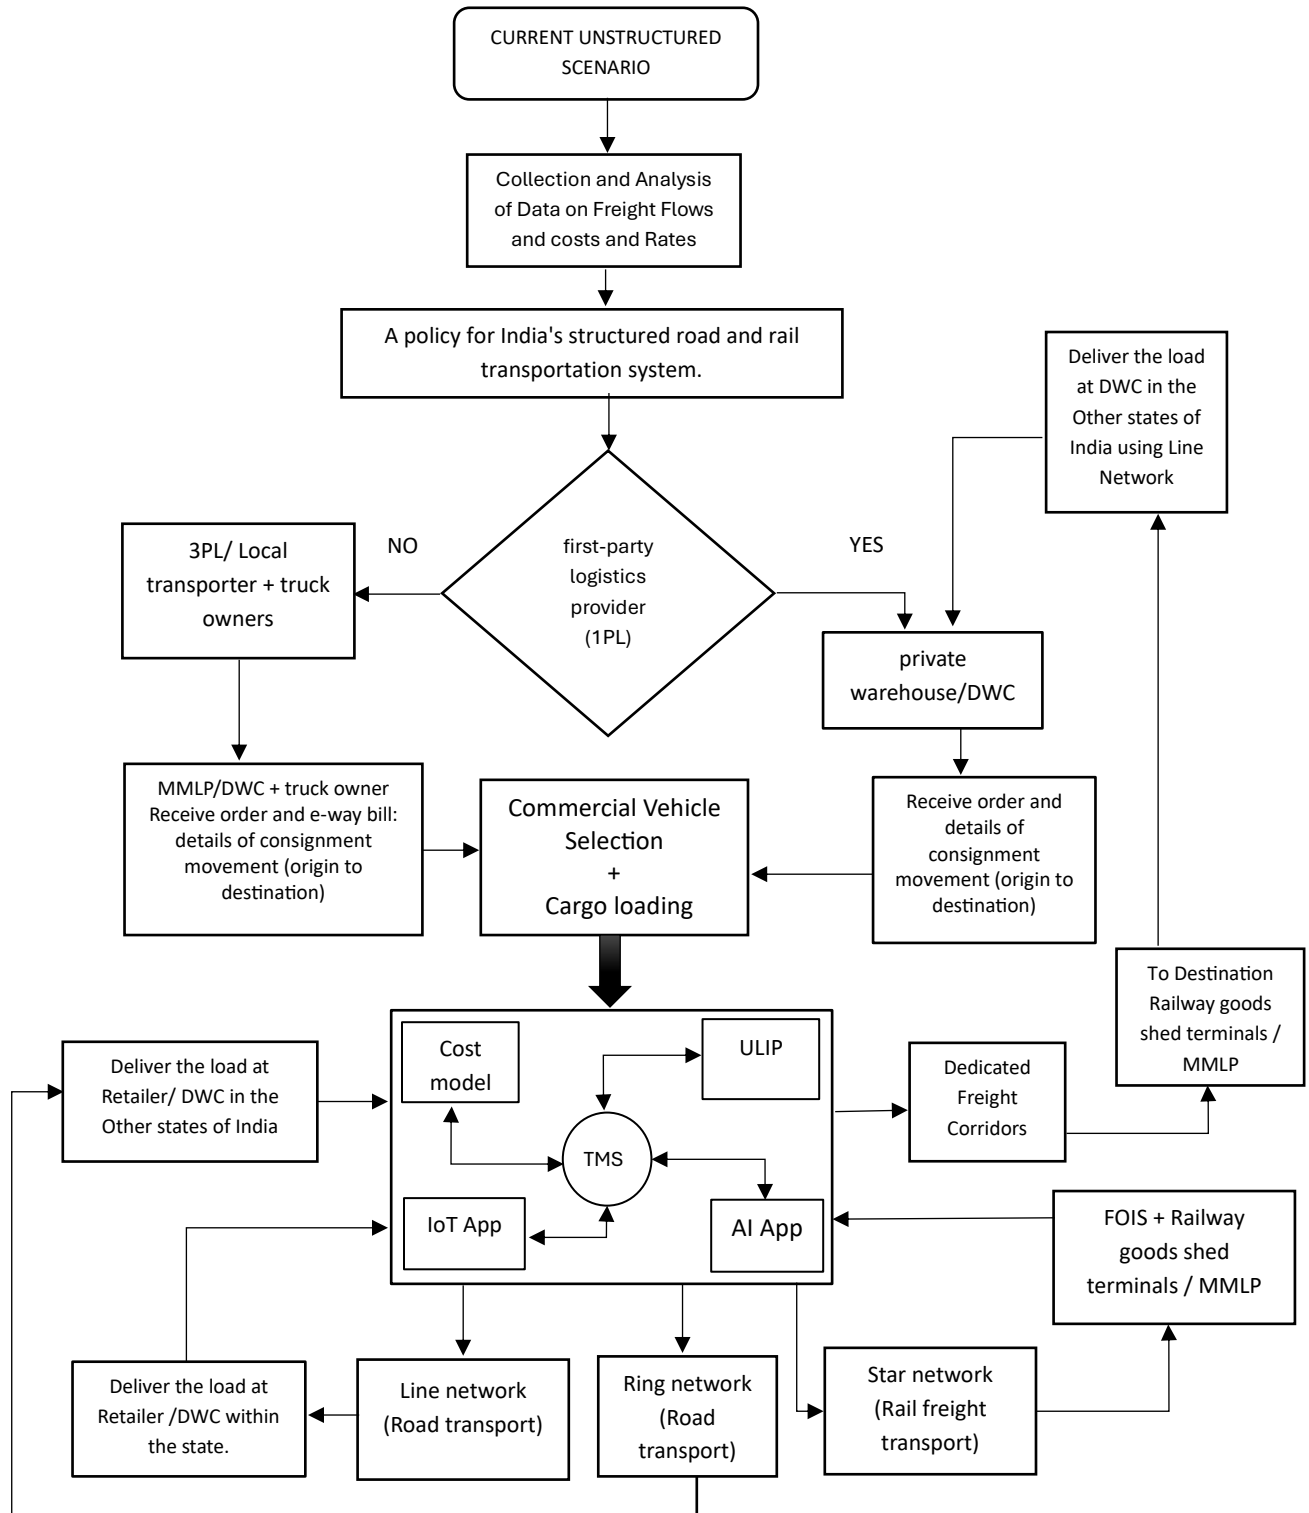 CURRENT UNSTRUCTURED
SCENARIO
Collection and Analysis
of Data on Freight Flows
and costs and Rates
A policy for India's structured road and rail
transportation system.
Deliver the load
at DWC in the
Other states of
India using Line
Network
first-party
logistics
provider
(1PL)
NO
YES
3PL/ Local
transporter + truck
owners
private
warehouse/DWC
MMLP/DWC + truck owner
Receive order and e-way bill:
details of consignment
movement (origin to
destination)
Commercial Vehicle
Selection
+
Cargo loading
Receive order and
details of
consignment
movement (origin to
destination)
To Destination
Railway goods
shed terminals /
MMLP
Deliver the load at
Retailer/ DWC in the
Other states of India
Cost
model
ULIP
TMS
IoT App
AI App
Dedicated
Freight
Corridors
FOIS + Railway
goods shed
terminals / MMLP
Deliver the load at
Retailer /DWC within
the state.
Line network
(Road transport)
Ring network
(Road
transport)
Star network
(Rail freight
transport)